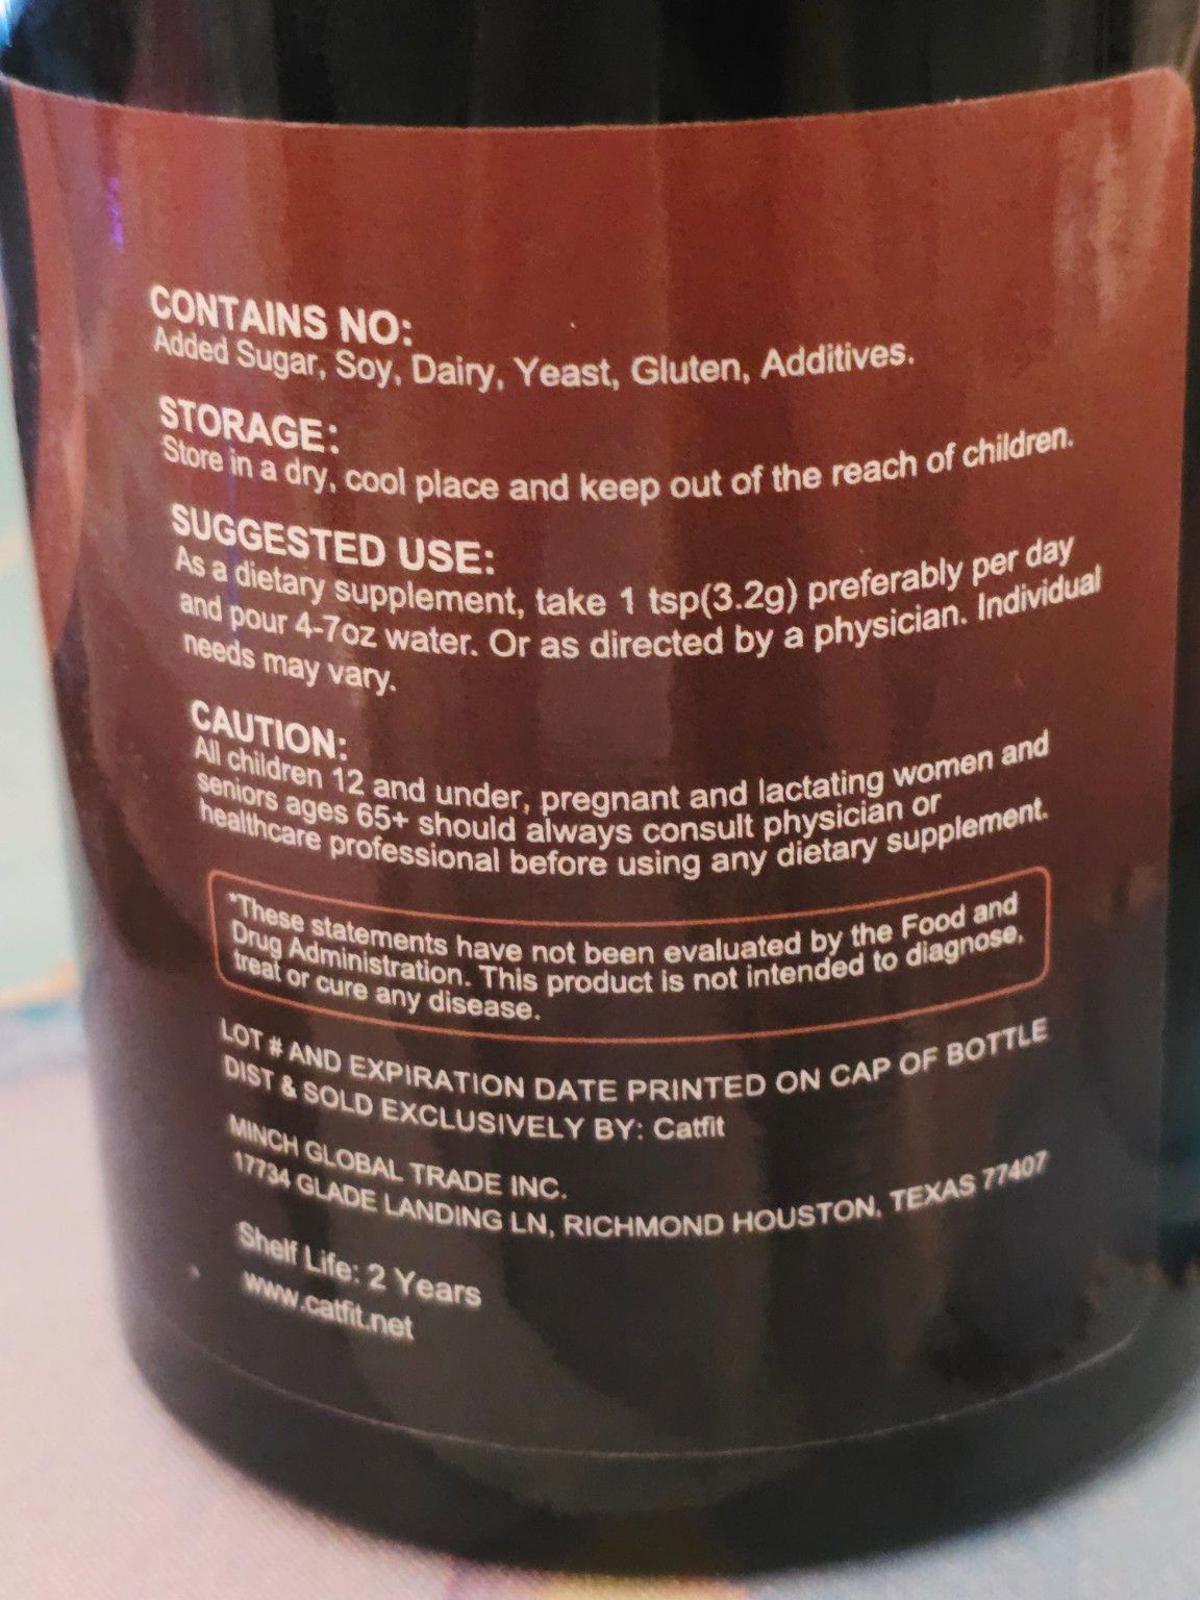 CONTAINS NO:
Added Sugar, Soy, Dairy, Yeast, Gluten, Additives.
STORAGE:
Store in a dry, cool place and keep out of the reach of children.
SUGGESTED USE:
As a dietary supplement, take 1 tsp(3.2g) preferably per day
and pour 4-7oz water. Or as directed by a physician. Individual
needs may vary.
CAUTION:
All children 12 and under, pregnant and lactating women and
seniors ages 65+ should always consult physician or
healthcare professional before using any dietary supplement.
*These statements have not been evaluated by the Food and
Drug Administration. This product is not intended to diagnose,
treat or cure any disease.
LOT # AND EXPIRATION DATE PRINTED ON CAP OF BOTTLE
DIST & SOLD EXCLUSIVELY BY: Catfit
MINCH GLOBAL TRADE INC.
17734 GLADE LANDING LN, RICHMOND HOUSTON, TEXAS 77407
Shelf Life: 2 Years
www.catfit.net